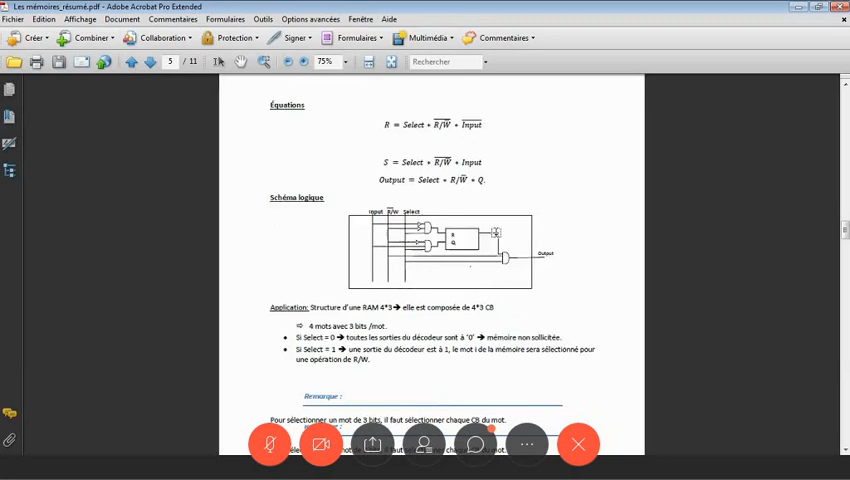 Les mémoires_résumé.pdf - Adobe Acrobat Pro Extended
Fichier Edition Affichage Document Commentaires Formulaires Outils Options avancées Fenêtre Aide
Créer Combiner Collaboration Protection Signer Formulaires Multimédia Commentaires
5 / 11 75% Rechercher
Équations
R = Select * R/W * Input
S = Select * R/W * Input
Output = Select * R/W * Q.
Schéma logique
Input R/W Select
R
Q
Output
Application: Structure d'une RAM 4*3 ➔ elle est composée de 4*3 CB
⇨ 4 mots avec 3 bits /mot.
• Si Select = 0 ➔ toutes les sorties du décodeur sont à '0' ➔ mémoire non sollicitée.
• Si Select = 1 ➔ une sortie du décodeur est à 1, le mot i de la mémoire sera sélectionné pour
une opération de R/W.
Remarque :
Pour sélectionner un mot de 3 bits, il faut sélectionner chaque CB du mot.